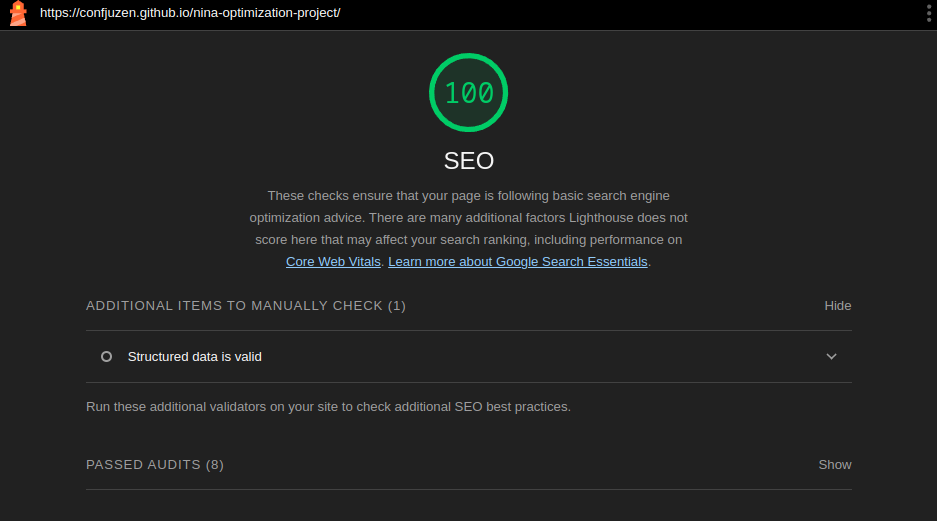 https://confjuzen.github.io/nina-optimization-project/
100
SEO
These checks ensure that your page is following basic search engine
optimization advice. There are many additional factors Lighthouse does not
score here that may affect your search ranking, including performance on
Core Web Vitals. Learn more about Google Search Essentials.
ADDITIONAL ITEMS TO MANUALLY CHECK (1) Hide
Structured data is valid
Run these additional validators on your site to check additional SEO best practices.
PASSED AUDITS (8) Show